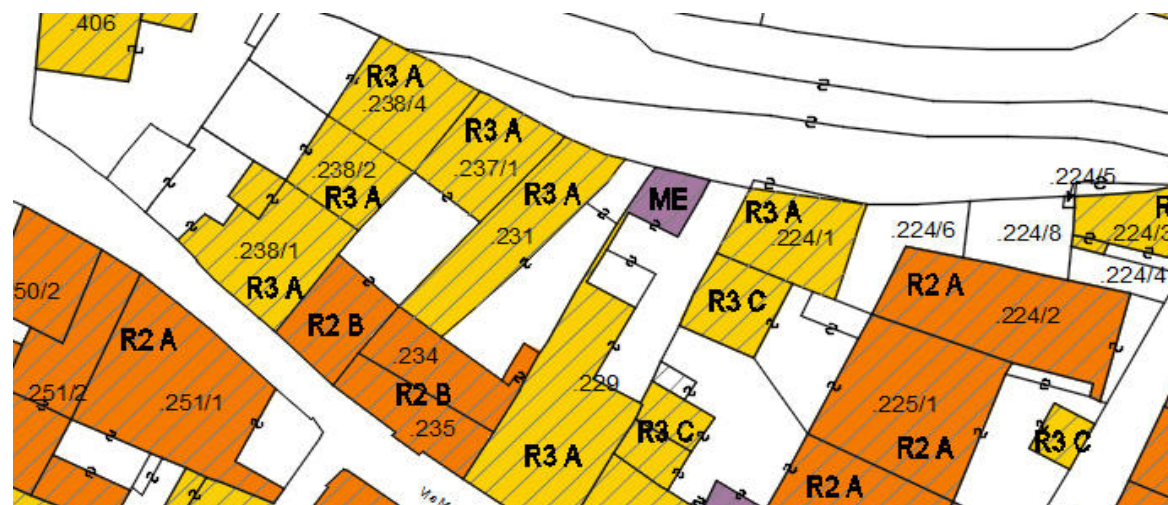 .406
R3 A
.238/4
R3 A
.237/1
.238/2
R3 A
R3 A
.231
ME
R3 A
.224/1
.224/5
.224/6
.224/8
.224/3
.224/4
.238/1
R3 A
50/2
R2 A
R2 B
R3 C
R2 A
.224/2
.234
R2 B
.235
.229
.251/2
.251/1
.225/1
R3 C
R3 C
R2 A
R3 A
R2 A